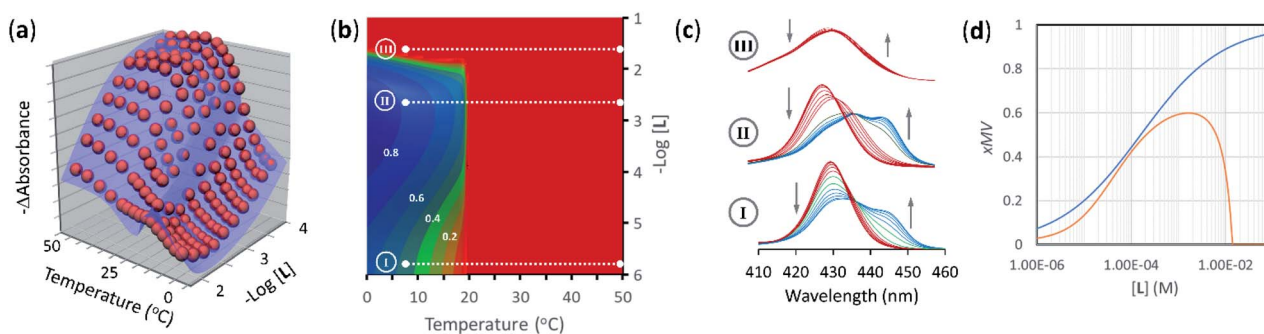 (a)
-ΔAbsorbance
50
25
0
Temperature (°C)
2
3
4
-Log [L]
(b)
III
II
I
0.8
0.6
0.4
0.2
0 10 20 30 40 50
Temperature (°C)
1
2
3
4
5
6
-Log [L]
(c)
III
II
I
410 420 430 440 450 460
Wavelength (nm)
(d)
xMV
1
0.8
0.6
0.4
0.2
0
1.00E-06 1.00E-04 1.00E-02
[L] (M)